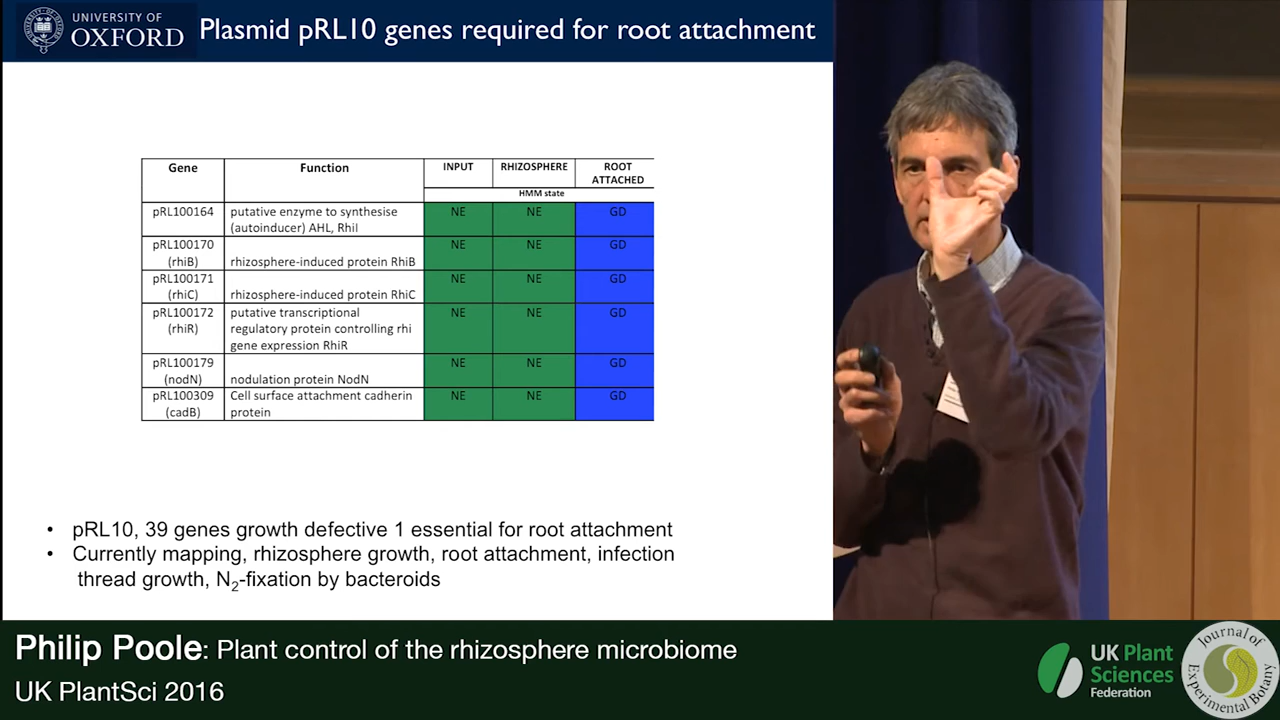 UNIVERSITY OF
OXFORD
Plasmid pRL10 genes required for root attachment
Gene Function INPUT RHIZOSPHERE ROOT
ATTACHED
HMM state
pRL100164 putative enzyme to synthesise NE NE GD
(autoinducer) AHL, RhiI
pRL100170 NE NE GD
(rhiB) rhizosphere-induced protein RhiB
pRL100171 NE NE GD
(rhiC) rhizosphere-induced protein RhiC
pRL100172 putative transcriptional NE NE GD
(rhiR) regulatory protein controlling rhi
gene expression RhiR
pRL100179 NE NE GD
(nodN) nodulation protein NodN
pRL100309 Cell surface attachment cadherin NE NE GD
(cadB) protein
• pRL10, 39 genes growth defective 1 essential for root attachment
• Currently mapping, rhizosphere growth, root attachment, infection
thread growth, N2-fixation by bacteroids
Philip Poole: Plant control of the rhizosphere microbiome
UK PlantSci 2016
UK Plant
Sciences
Federation
Journal of
Experimental Botany